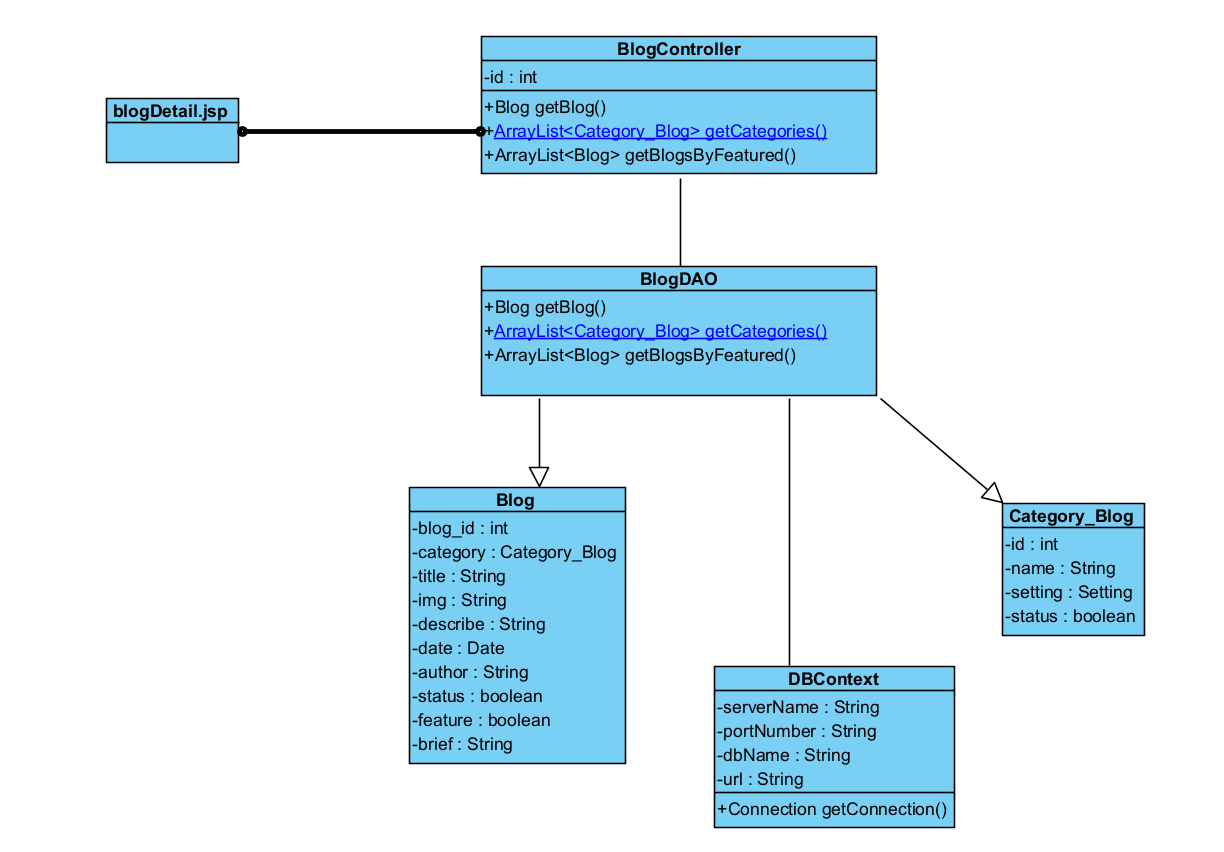 BlogController
-id : int
+Blog getBlog()
+ArrayList<Category_Blog> getCategories()
+ArrayList<Blog> getBlogsByFeatured()
blogDetail.jsp
BlogDAO
+Blog getBlog()
+ArrayList<Category_Blog> getCategories()
+ArrayList<Blog> getBlogsByFeatured()
Blog
-blog_id : int
-category : Category_Blog
-title : String
-img : String
-describe : String
-date : Date
-author : String
-status : boolean
-feature : boolean
-brief : String
Category_Blog
-id : int
-name : String
-setting : Setting
-status : boolean
DBContext
-serverName : String
-portNumber : String
-dbName : String
-url : String
+Connection getConnection()